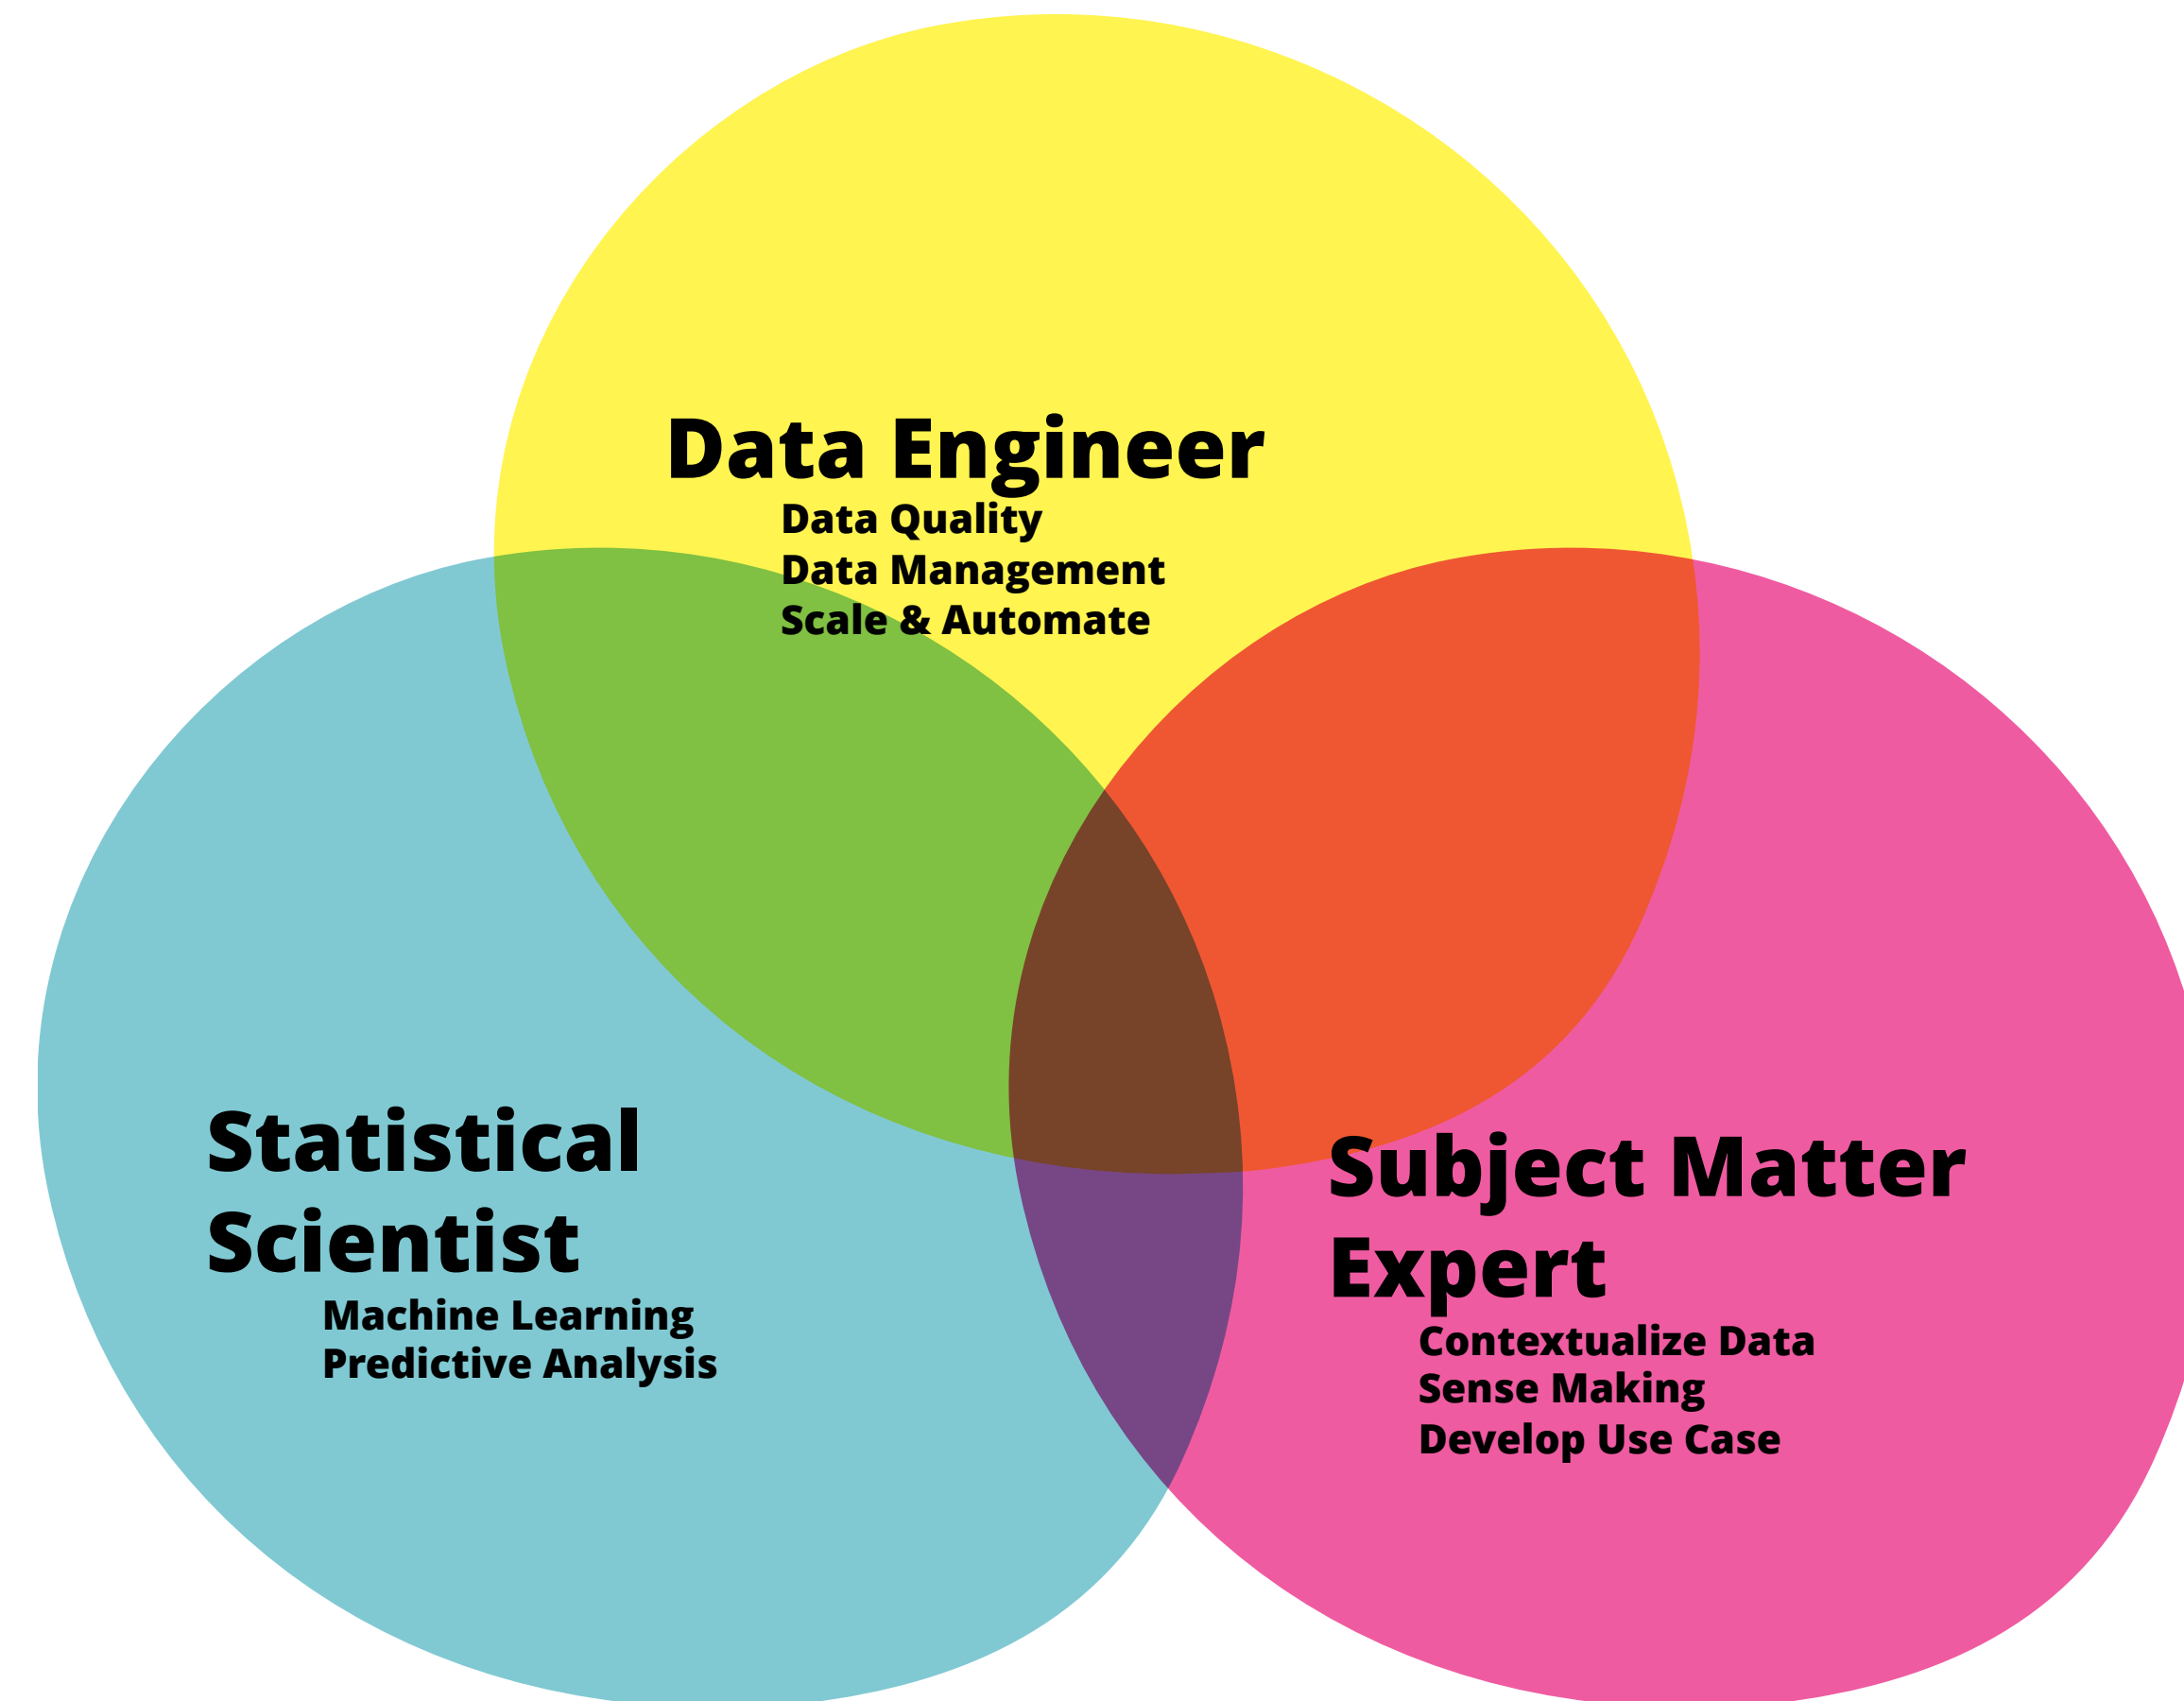 Data Engineer
Data Quality
Data Management
Scale & Automate
Statistical
Scientist
Machine Learning
Predictive Analysis
Subject Matter
Expert
Contextualize Data
Sense Making
Develop Use Case